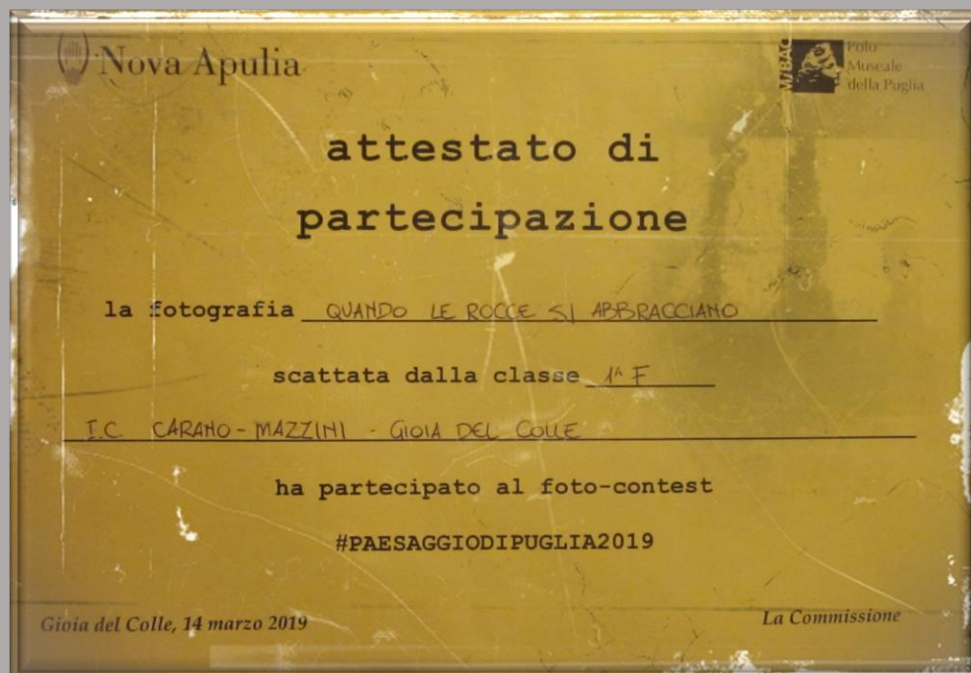 Nova Apulia
MiBAC
Polo
Museale
della Puglia
attestato di
partecipazione
la fotografia QUANDO LE ROCCE SI ABBRACCIANO
scattata dalla classe 1ª F
I.C. CARANO - MAZZINI - GIOIA DEL COLLE
ha partecipato al foto-contest
#PAESAGGIODIPUGLIA2019
Gioia del Colle, 14 marzo 2019
La Commissione